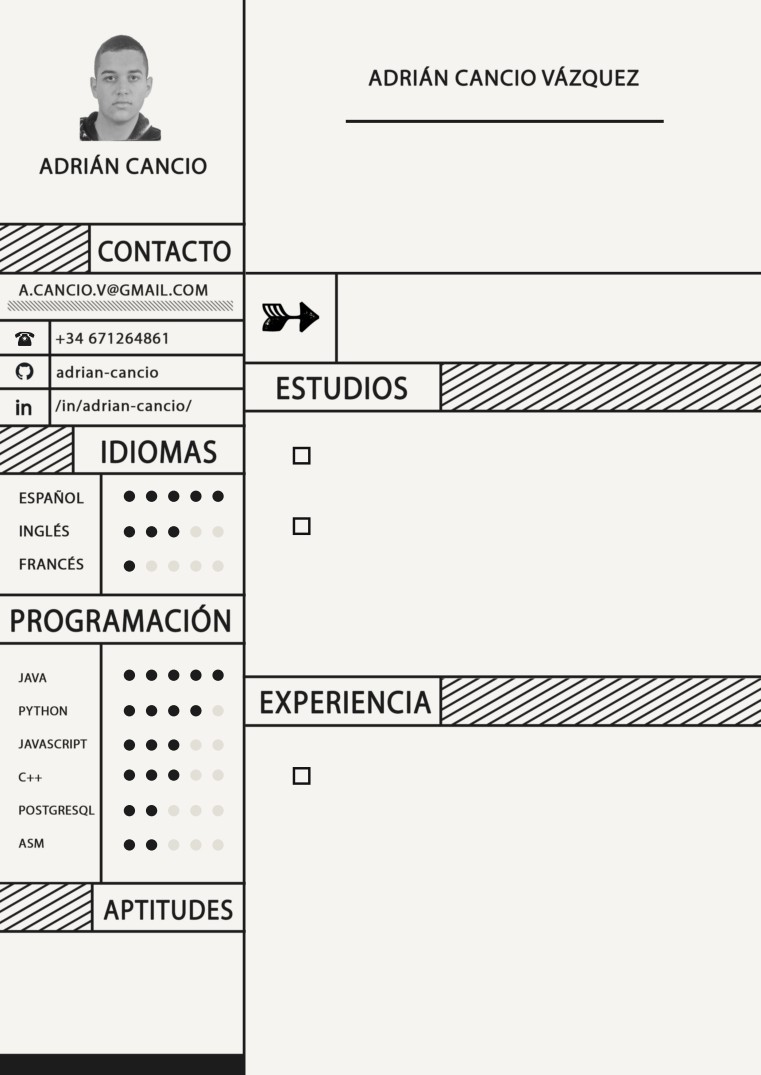 ADRIÁN CANCIO
CONTACTO
A.CANCIO.V@GMAIL.COM
+34 671264861
adrian-cancio
in /in/adrian-cancio/
IDIOMAS
ESPAÑOL
INGLÉS
FRANCÉS
PROGRAMACIÓN
JAVA
PYTHON
JAVASCRIPT
C++
POSTGRESQL
ASM
APTITUDES
ADRIÁN CANCIO VÁZQUEZ
ESTUDIOS
EXPERIENCIA